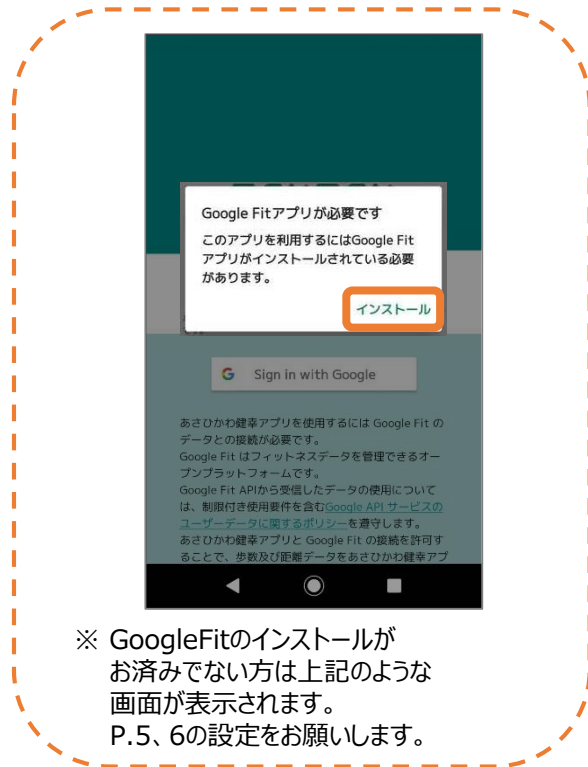 Google Fitアプリが必要です
このアプリを利用するにはGoogle Fit
アプリがインストールされている必要
があります。
インストール
Sign in with Google
あさひかわ健幸アプリを使用するには Google Fit の
データとの接続が必要です。
Google Fit はフィットネスデータを管理できるオー
プンプラットフォームです。
Google Fit APIから受信したデータの使用について
は、制限付き使用要件を含むGoogle API サービスの
ユーザーデータに関するポリシーを遵守します。
あさひかわ健幸アプリと Google Fit の接続を許可す
ることで、歩数及び距離データをあさひかわ健幸アプ
※ GoogleFitのインストールが
お済みでない方は上記のような
画面が表示されます。
P.5、6の設定をお願いします。